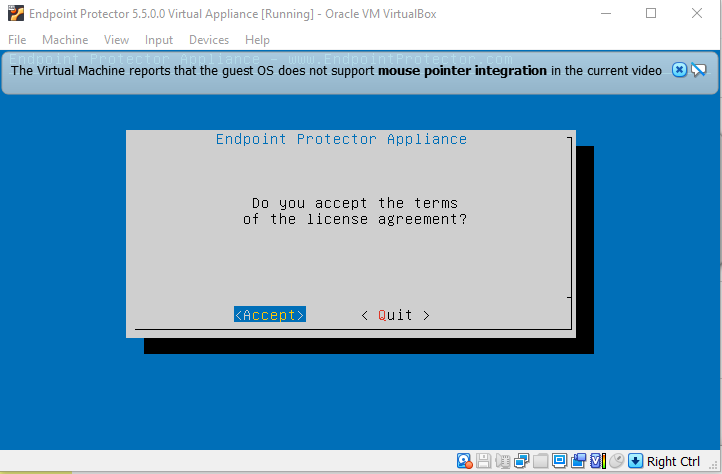 Endpoint Protector 5.5.0.0 Virtual Appliance [Running] - Oracle VM VirtualBox
File Machine View Input Devices Help
Endpoint Protector Appliance - www.EndpointProtector.com
The Virtual Machine reports that the guest OS does not support mouse pointer integration in the current video
Endpoint Protector Appliance
Do you accept the terms
of the license agreement?
<Accept> < Quit >
Right Ctrl